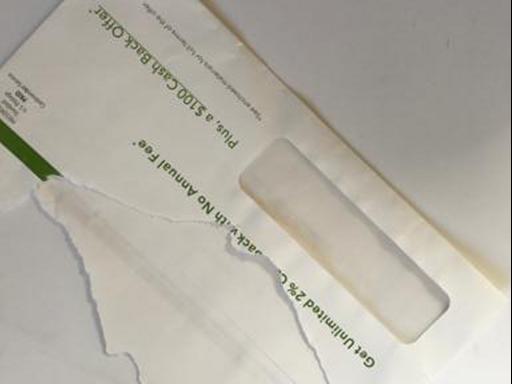 Get Unlimited 2% C ack with No Annual Fee*
Plus, a $100 Cash Back Offer*
*See enclosed materials for full terms of the offer.
PAID